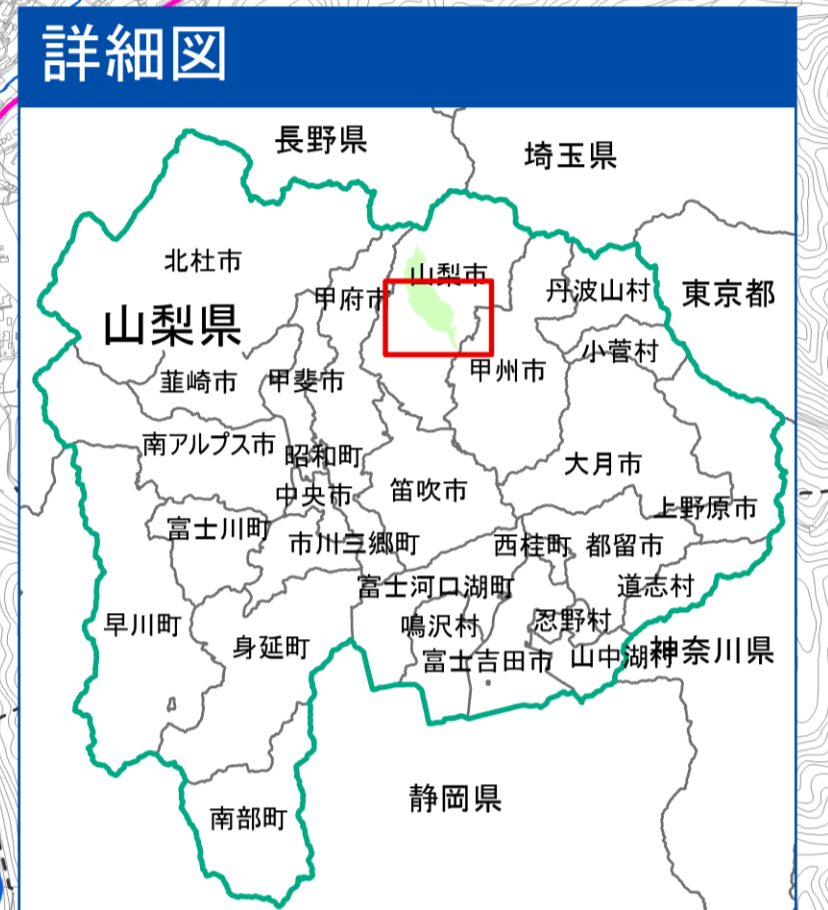 詳細図
長野県
埼玉県
北杜市
山梨市
甲府市
丹波山村
東京都
山梨県
小菅村
韮崎市
甲斐市
甲州市
南アルプス市
昭和町
大月市
中央市
笛吹市
上野原市
富士川町
市川三郷町
西桂町
都留市
富士河口湖町
道志村
早川町
鳴沢村
忍野村
身延町
富士吉田市
山中湖村
神奈川県
静岡県
南部町